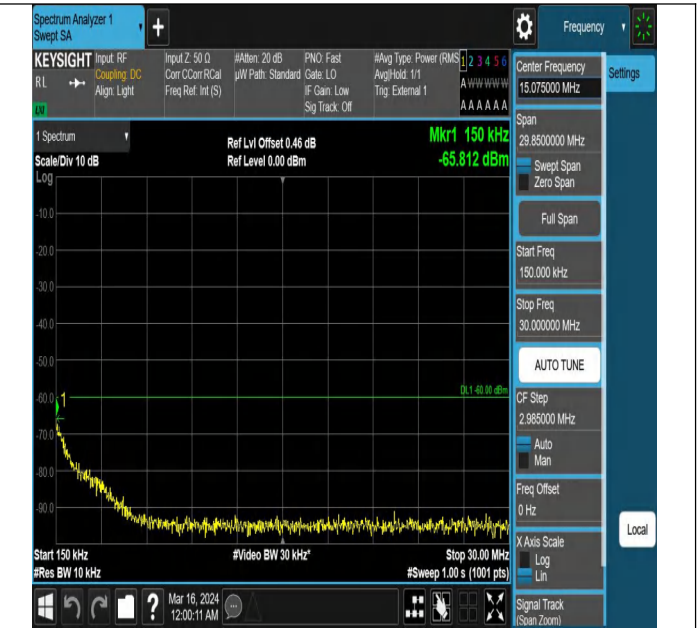 Spectrum Analyzer 1
Swept SA
+
Frequency
KEYSIGHT
RL
Input: RF
Coupling: DC
Align: Light
Input Z: 50 Ω
Corr CCorr RCal
Freq Ref: Int (S)
#Atten: 20 dB
µW Path: Standard
PNO: Fast
Gate: LO
IF Gain: Low
Sig Track: Off
#Avg Type: Power (RMS
Avg|Hold: 1/1
Trig: External 1
1 2 3 4 5 6
A W W W W W
A A A A A A
1 Spectrum
Scale/Div 10 dB
Log
Ref Lvl Offset 0.46 dB
Ref Level 0.00 dBm
Mkr1 150 kHz
-65.812 dBm
-10.0
-20.0
-30.0
-40.0
-50.0
-60.0
-70.0
-80.0
-90.0
1
DL1 -60.00 dBm
Start 150 kHz
#Res BW 10 kHz
#Video BW 30 kHz*
Stop 30.00 MHz
#Sweep 1.00 s (1001 pts)
?
Mar 16, 2024
12:00:11 AM
Center Frequency
15.075000 MHz
Settings
Span
29.8500000 MHz
Swept Span
Zero Span
Full Span
Start Freq
150.000 kHz
Stop Freq
30.000000 MHz
AUTO TUNE
CF Step
2.985000 MHz
Auto
Man
Freq Offset
0 Hz
X Axis Scale
Log
Lin
Local
Signal Track
(Span Zoom)